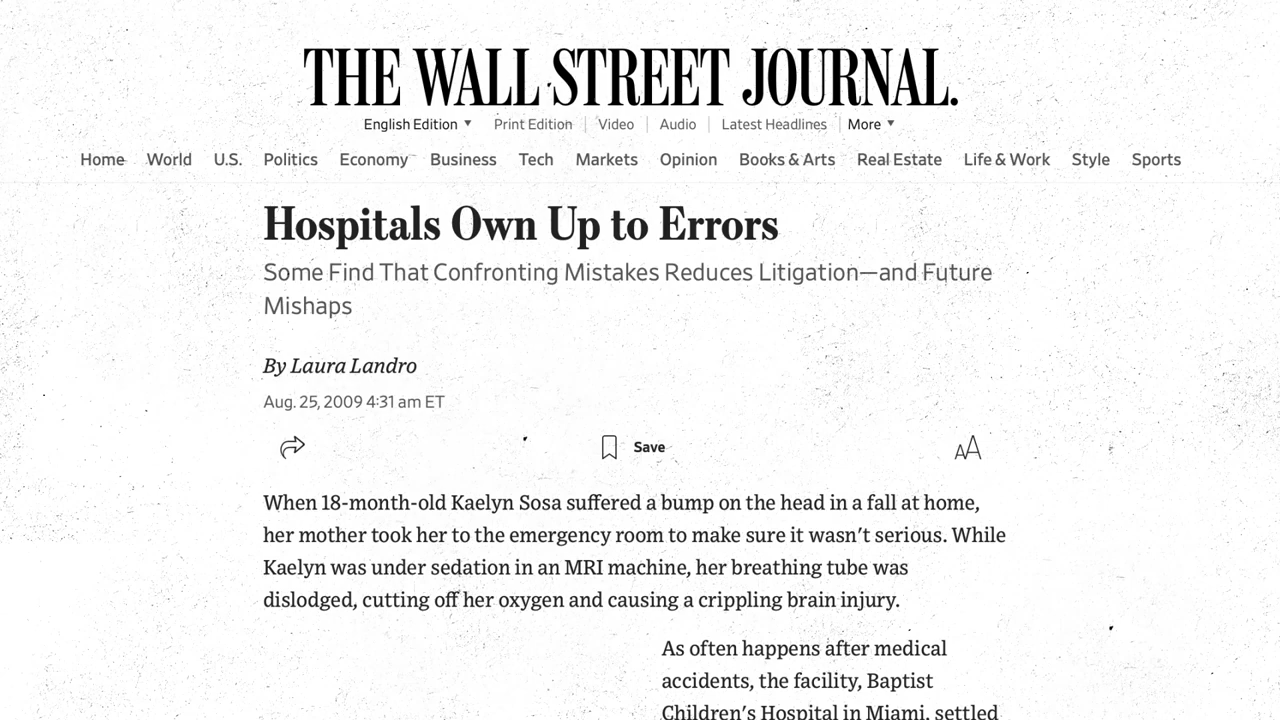 THE WALL STREET JOURNAL.
English Edition Print Edition Video Audio Latest Headlines More
Home World U.S. Politics Economy Business Tech Markets Opinion Books & Arts Real Estate Life & Work Style Sports
Hospitals Own Up to Errors
Some Find That Confronting Mistakes Reduces Litigation—and Future
Mishaps
By Laura Landro
Aug. 25, 2009 4:31 am ET
Save AA
When 18-month-old Kaelyn Sosa suffered a bump on the head in a fall at home,
her mother took her to the emergency room to make sure it wasn't serious. While
Kaelyn was under sedation in an MRI machine, her breathing tube was
dislodged, cutting off her oxygen and causing a crippling brain injury.
As often happens after medical
accidents, the facility, Baptist
Children's Hospital in Miami, settled